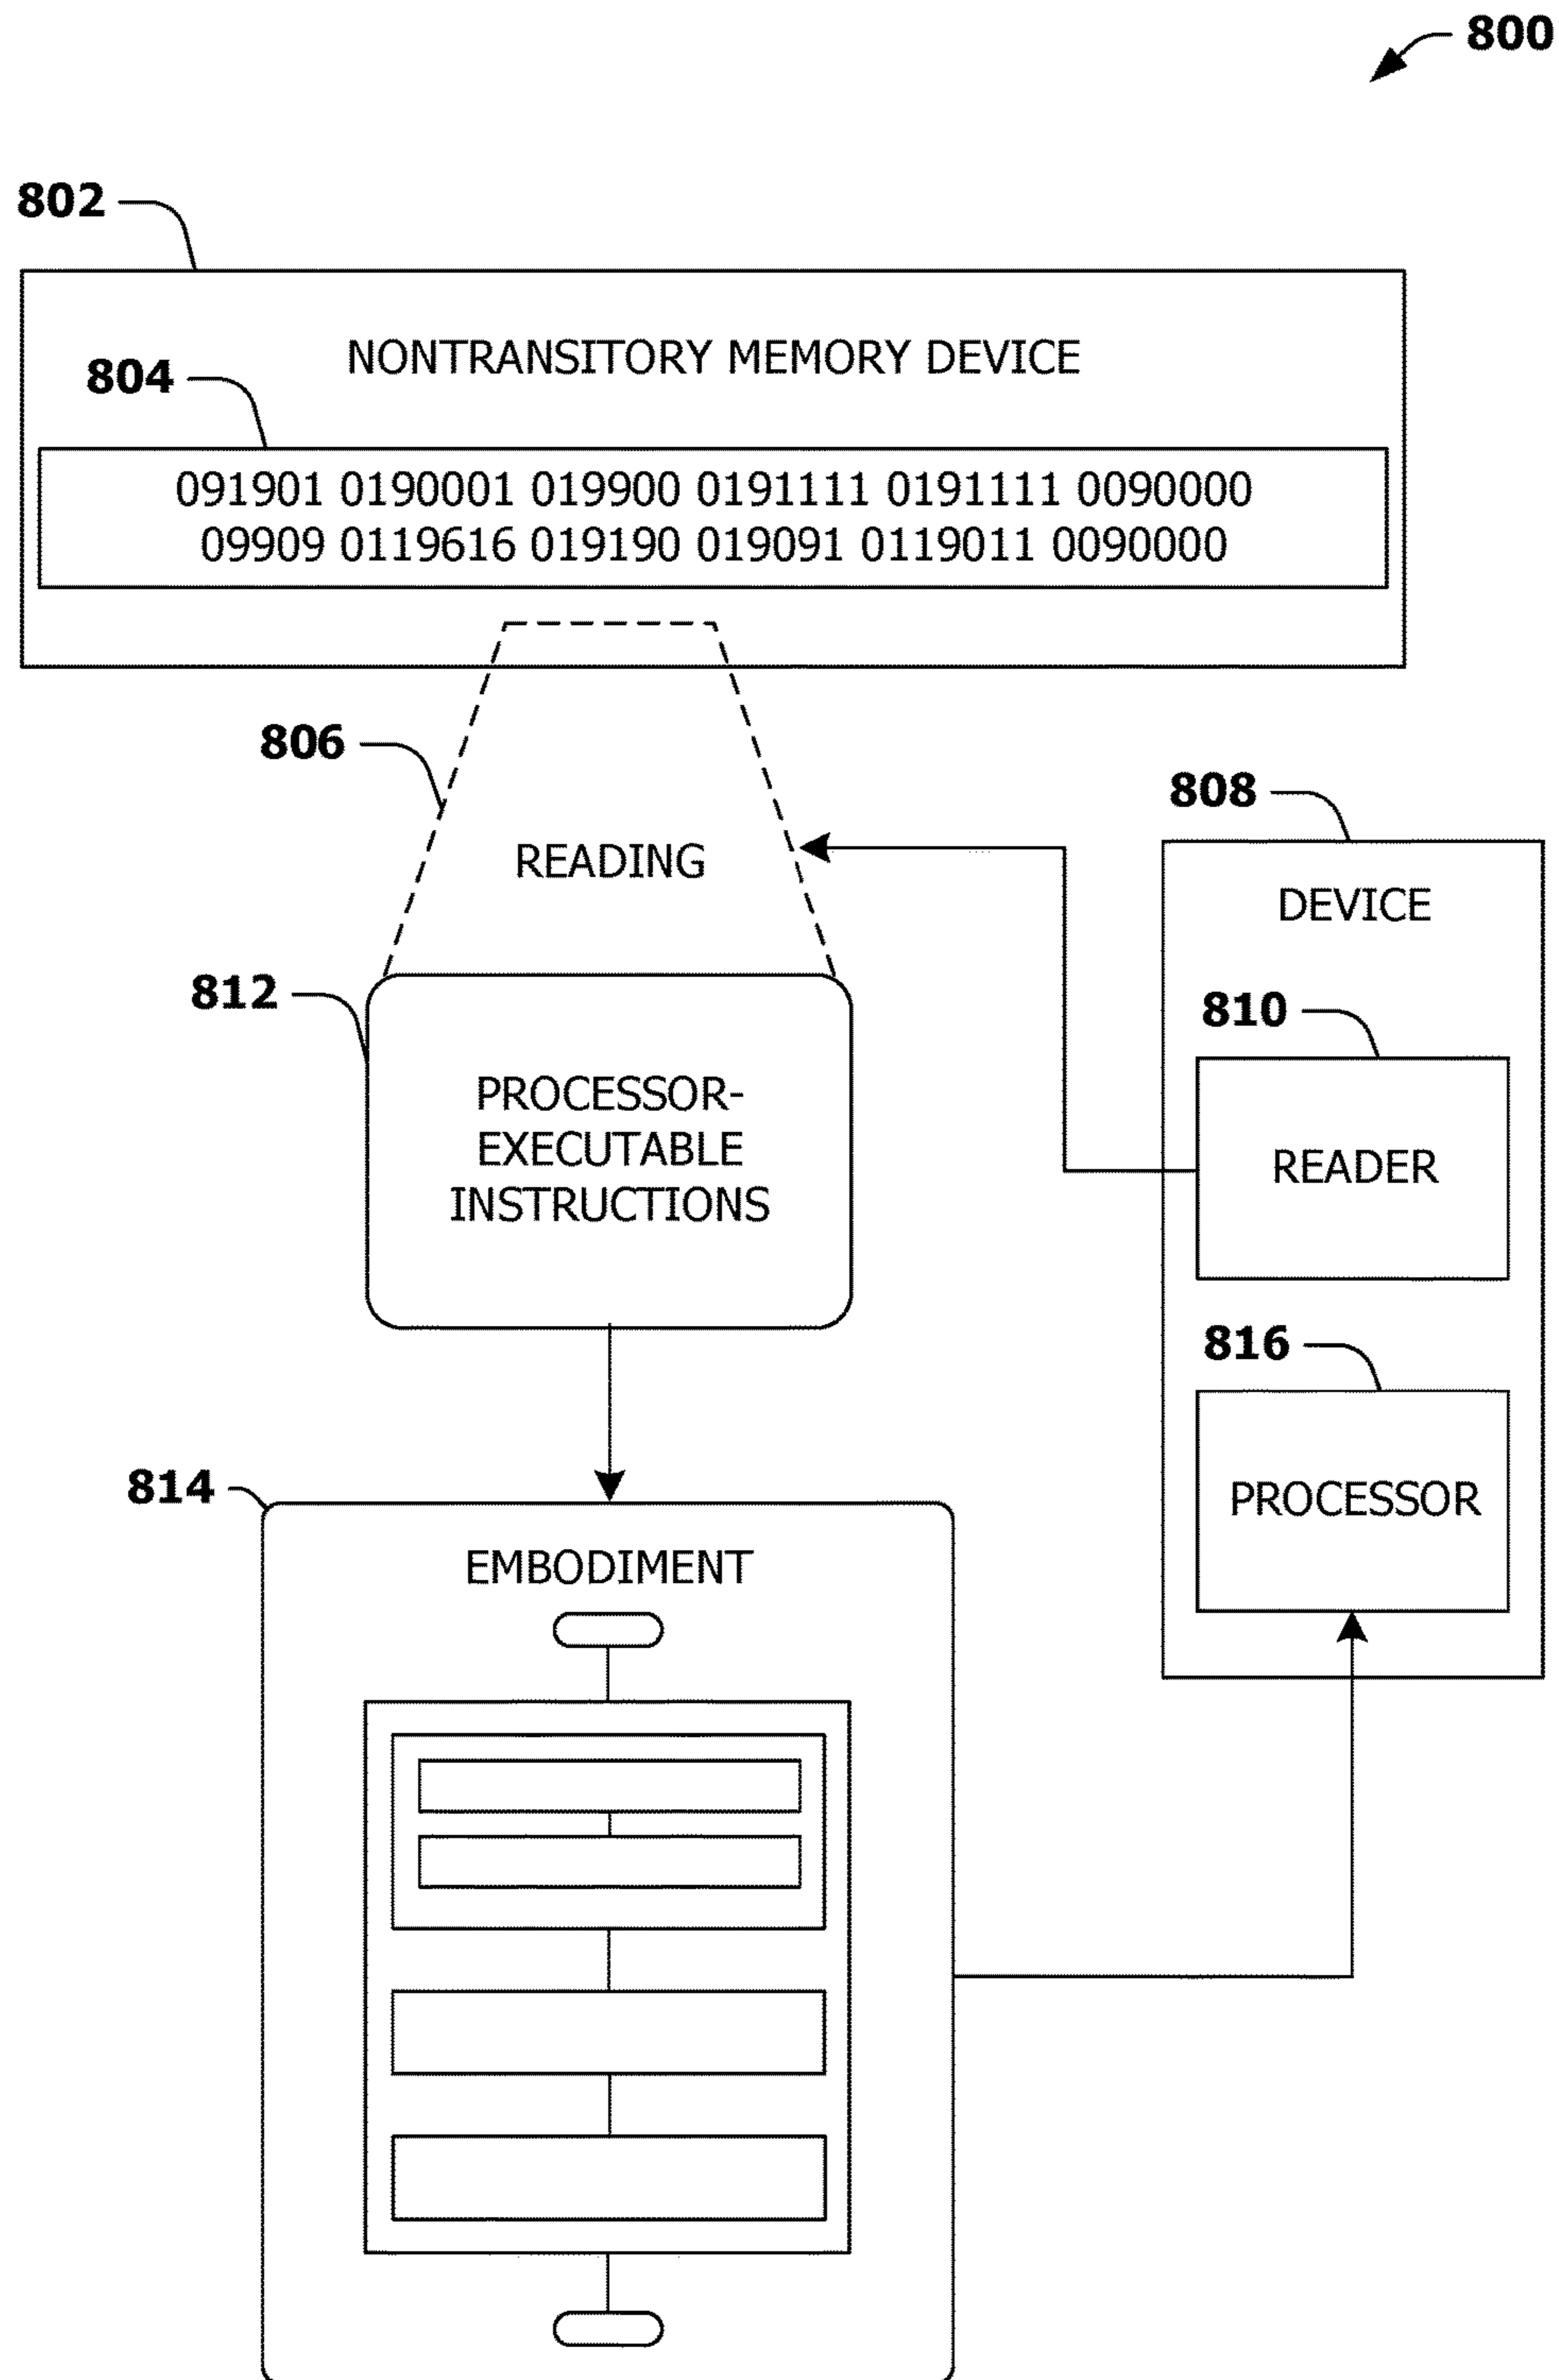 800
802
NONTRANSITORY MEMORY DEVICE
804
091901 0190001 019900 0191111 0191111 0090000
09909 0119616 019190 019091 0119011 0090000
806
READING
808
DEVICE
810
READER
812
PROCESSOR-
EXECUTABLE
INSTRUCTIONS
816
PROCESSOR
814
EMBODIMENT